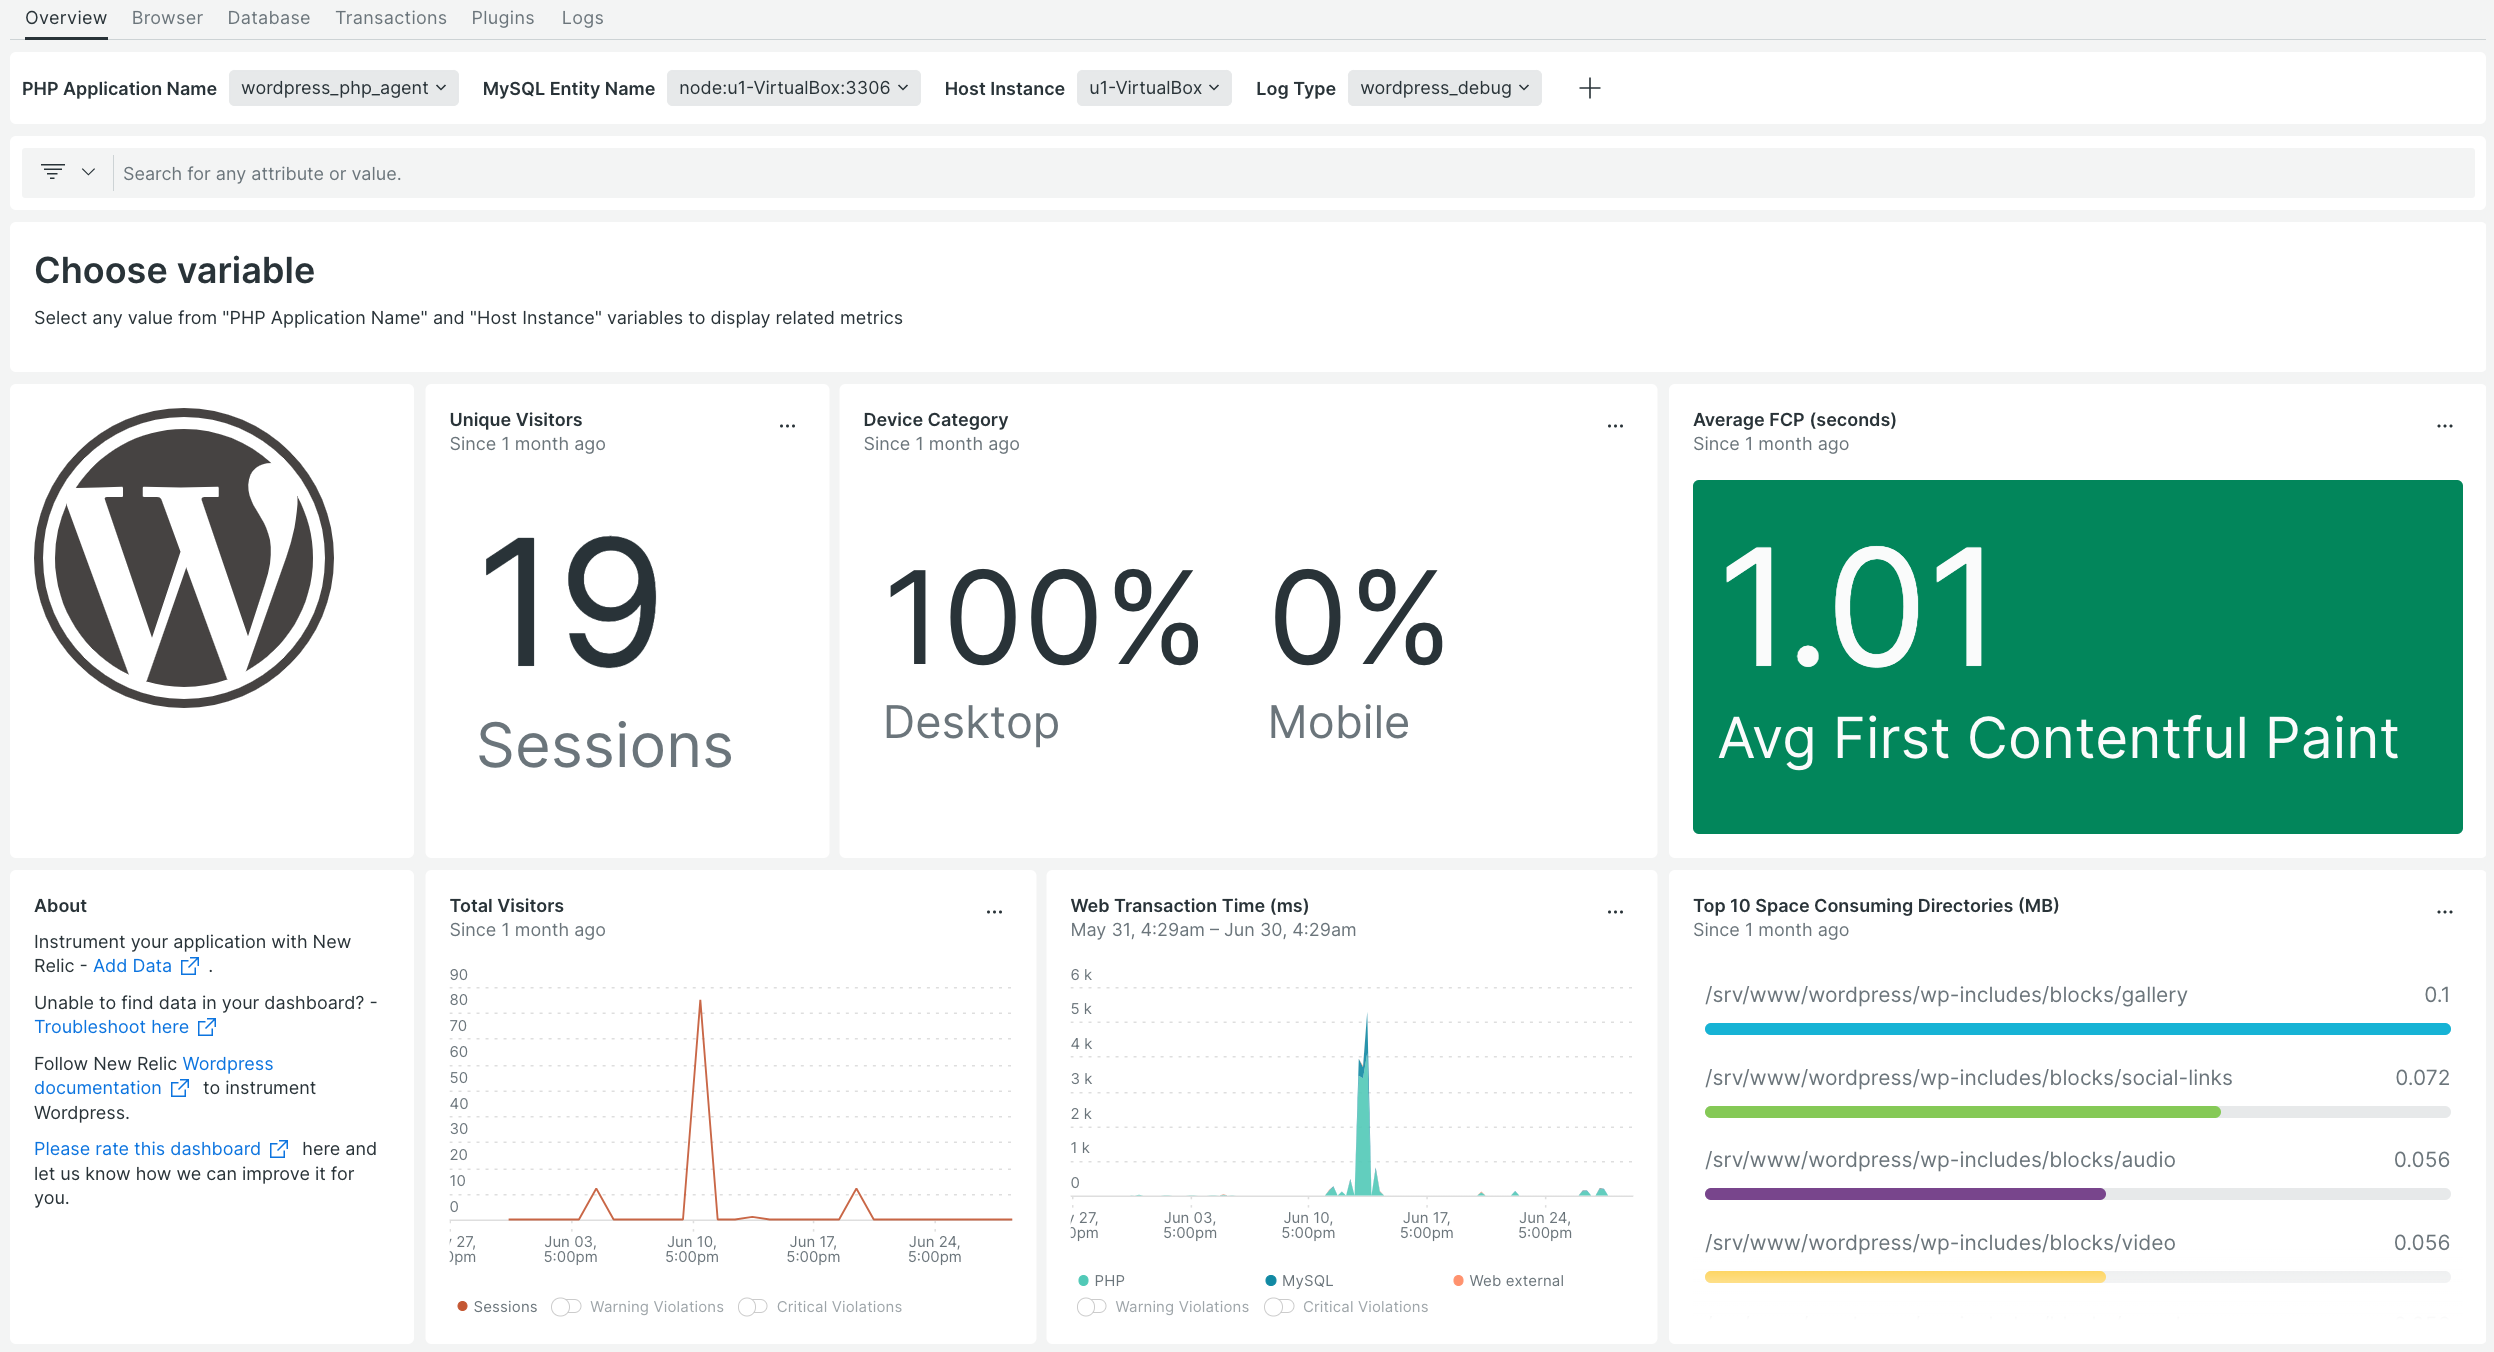 Overview Browser Database Transactions Plugins Logs
PHP Application Name wordpress_php_agent MySQL Entity Name node:u1-VirtualBox:3306 Host Instance u1-VirtualBox Log Type wordpress_debug
Search for any attribute or value.
Choose variable
Select any value from "PHP Application Name" and "Host Instance" variables to display related metrics
Unique Visitors
Since 1 month ago
19
Sessions
Device Category
Since 1 month ago
100% 0%
Desktop Mobile
Average FCP (seconds)
Since 1 month ago
1.01
Avg First Contentful Paint
About
Instrument your application with New
Relic - Add Data .
Unable to find data in your dashboard? -
Troubleshoot here
Follow New Relic Wordpress
documentation to instrument
Wordpress.
Please rate this dashboard here and
let us know how we can improve it for
you.
Total Visitors
Since 1 month ago
90
80
70
60
50
40
30
20
10
0
27, Jun 03, Jun 10, Jun 17, Jun 24,
pm 5:00pm 5:00pm 5:00pm 5:00pm
Sessions Warning Violations Critical Violations
Web Transaction Time (ms)
May 31, 4:29am – Jun 30, 4:29am
6 k
5 k
4 k
3 k
2 k
1 k
0
27, Jun 03, Jun 10, Jun 17, Jun 24,
pm 5:00pm 5:00pm 5:00pm 5:00pm
PHP MySQL Web external
Warning Violations Critical Violations
Top 10 Space Consuming Directories (MB)
Since 1 month ago
/srv/www/wordpress/wp-includes/blocks/gallery 0.1
/srv/www/wordpress/wp-includes/blocks/social-links 0.072
/srv/www/wordpress/wp-includes/blocks/audio 0.056
/srv/www/wordpress/wp-includes/blocks/video 0.056